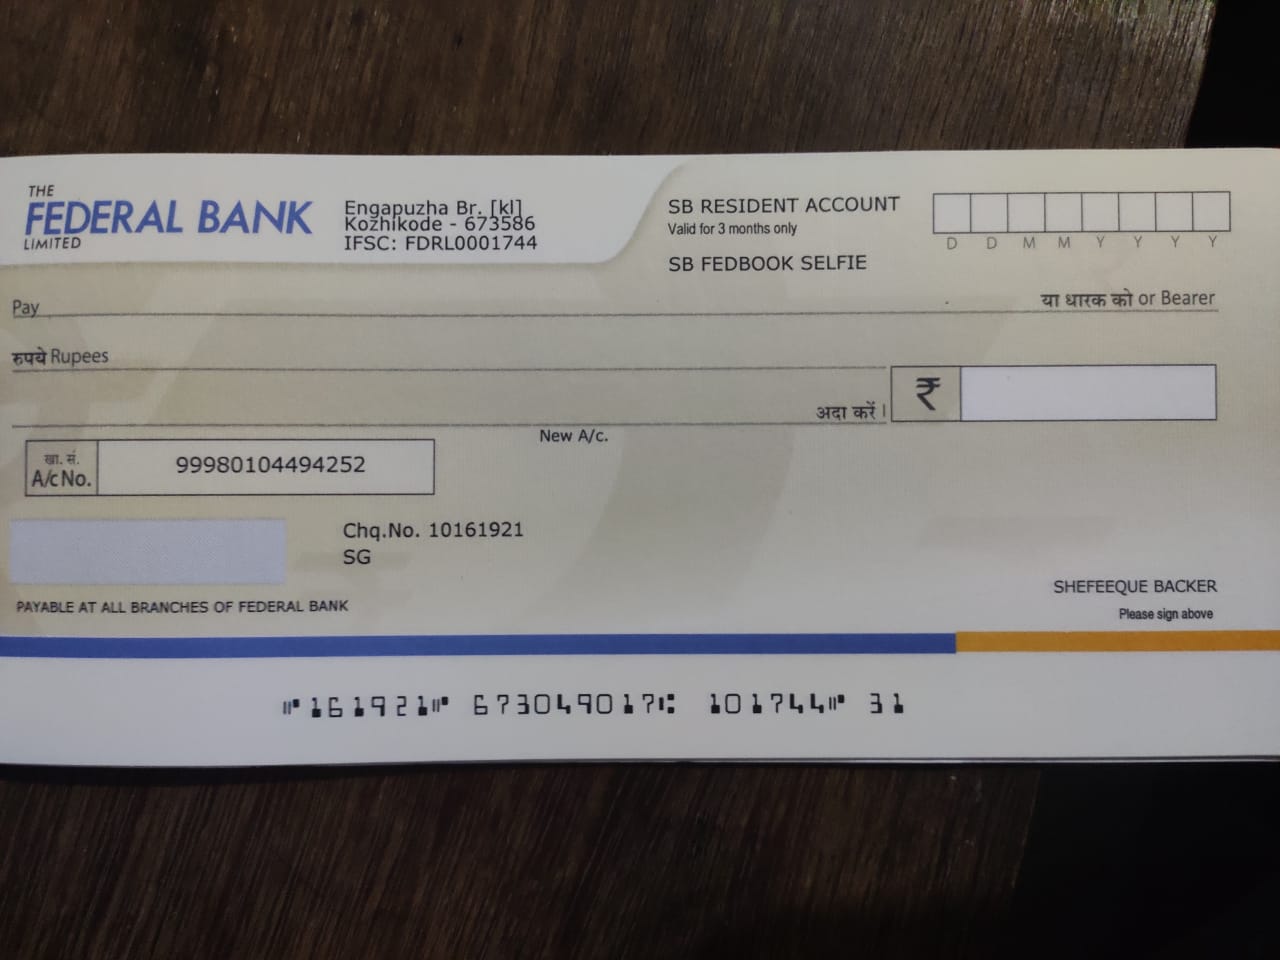 THE
FEDERAL BANK
LIMITED
Engapuzha Br. [kl]
Kozhikode - 673586
IFSC: FDRL0001744
SB RESIDENT ACCOUNT
Valid for 3 months only
SB FEDBOOK SELFIE
D D M M Y Y Y Y
Pay या धारक को or Bearer
रुपये Rupees
अदा करें। ₹
New A/c.
खा. सं.
A/c No. 99980104494252
Chq.No. 10161921
SG
PAYABLE AT ALL BRANCHES OF FEDERAL BANK
SHEFEEQUE BACKER
Please sign above
⑈161921⑈ 673049017⑆ 101744⑈ 31